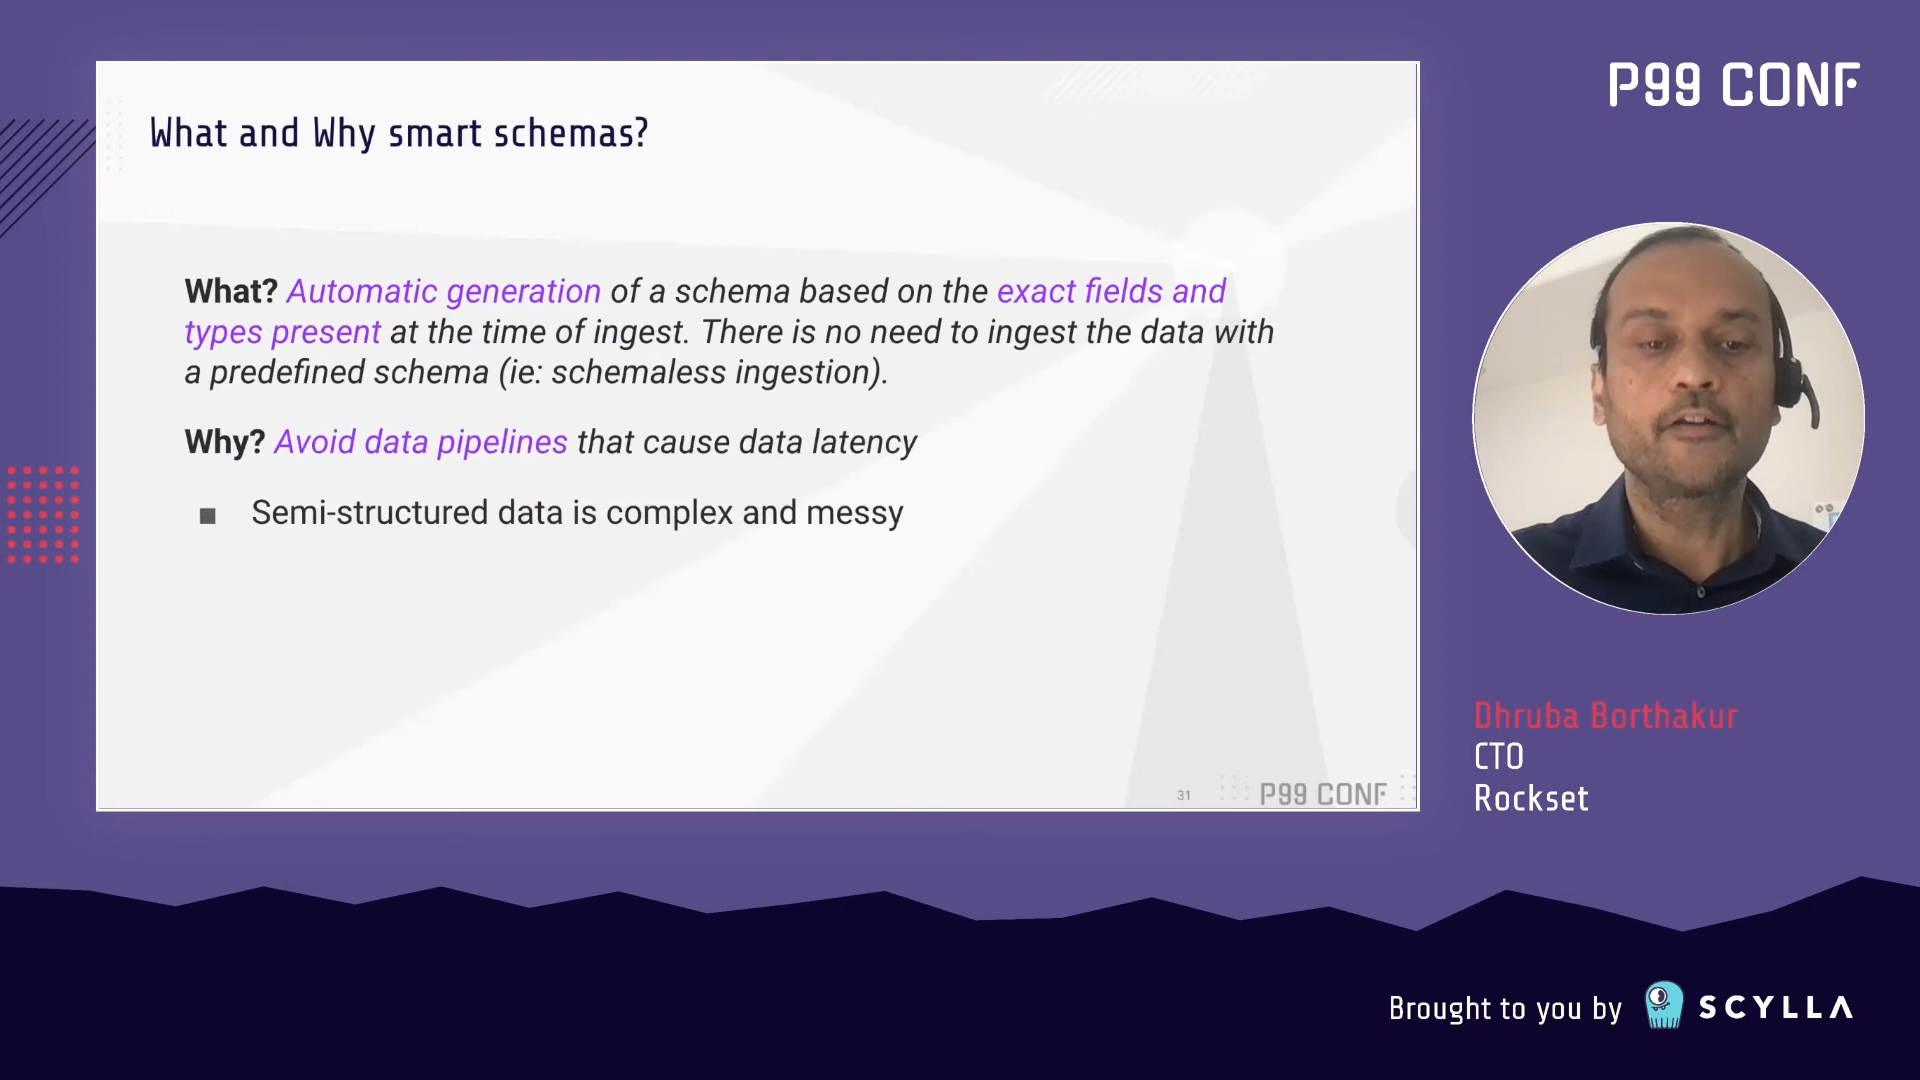 P99 CONF
What and Why smart schemas?
What? Automatic generation of a schema based on the exact fields and
types present at the time of ingest. There is no need to ingest the data with
a predefined schema (ie: schemaless ingestion).
Why? Avoid data pipelines that cause data latency
■ Semi-structured data is complex and messy
31
P99 CONF
Dhruba Borthakur
CTO
Rockset
Brought to you by SCYLLA